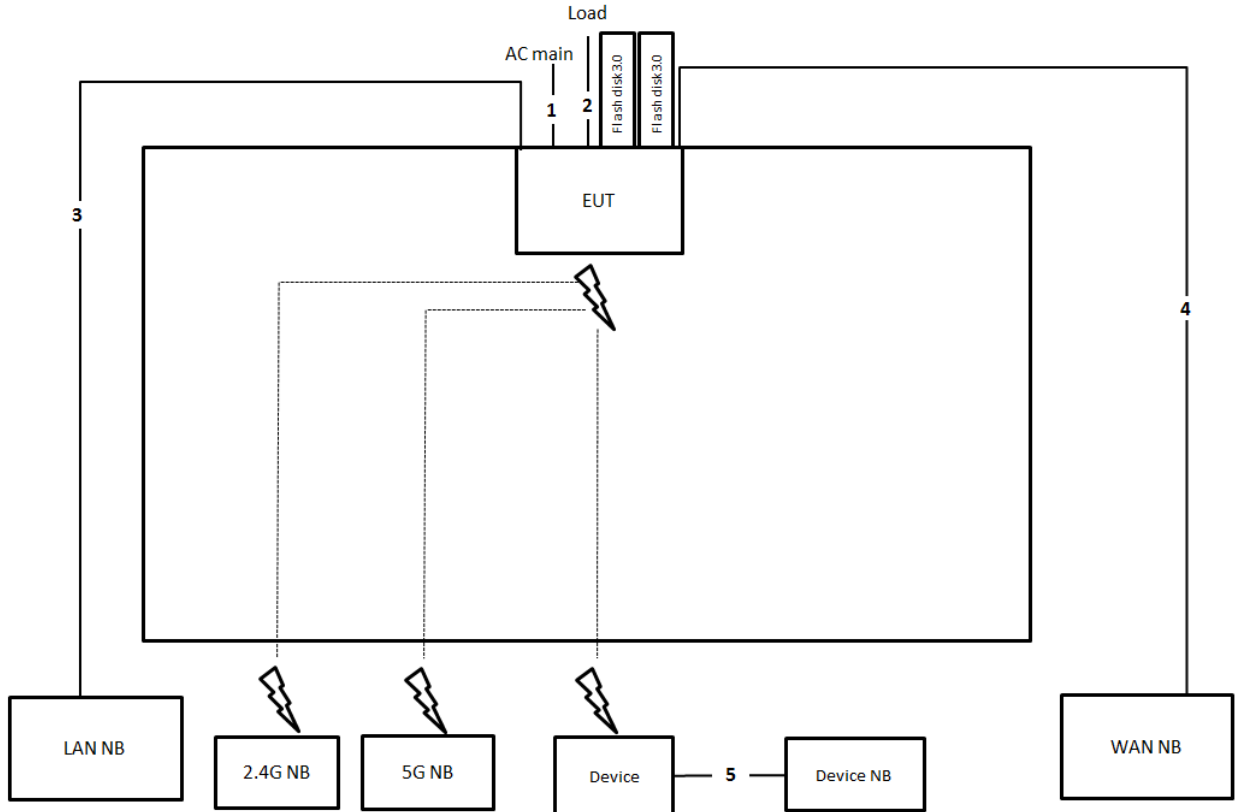 Load
AC main
1
2
Flash disk3.0
Flash disk3.0
EUT
3
4
LAN NB
2.4G NB
5G NB
Device
5
Device NB
WAN NB